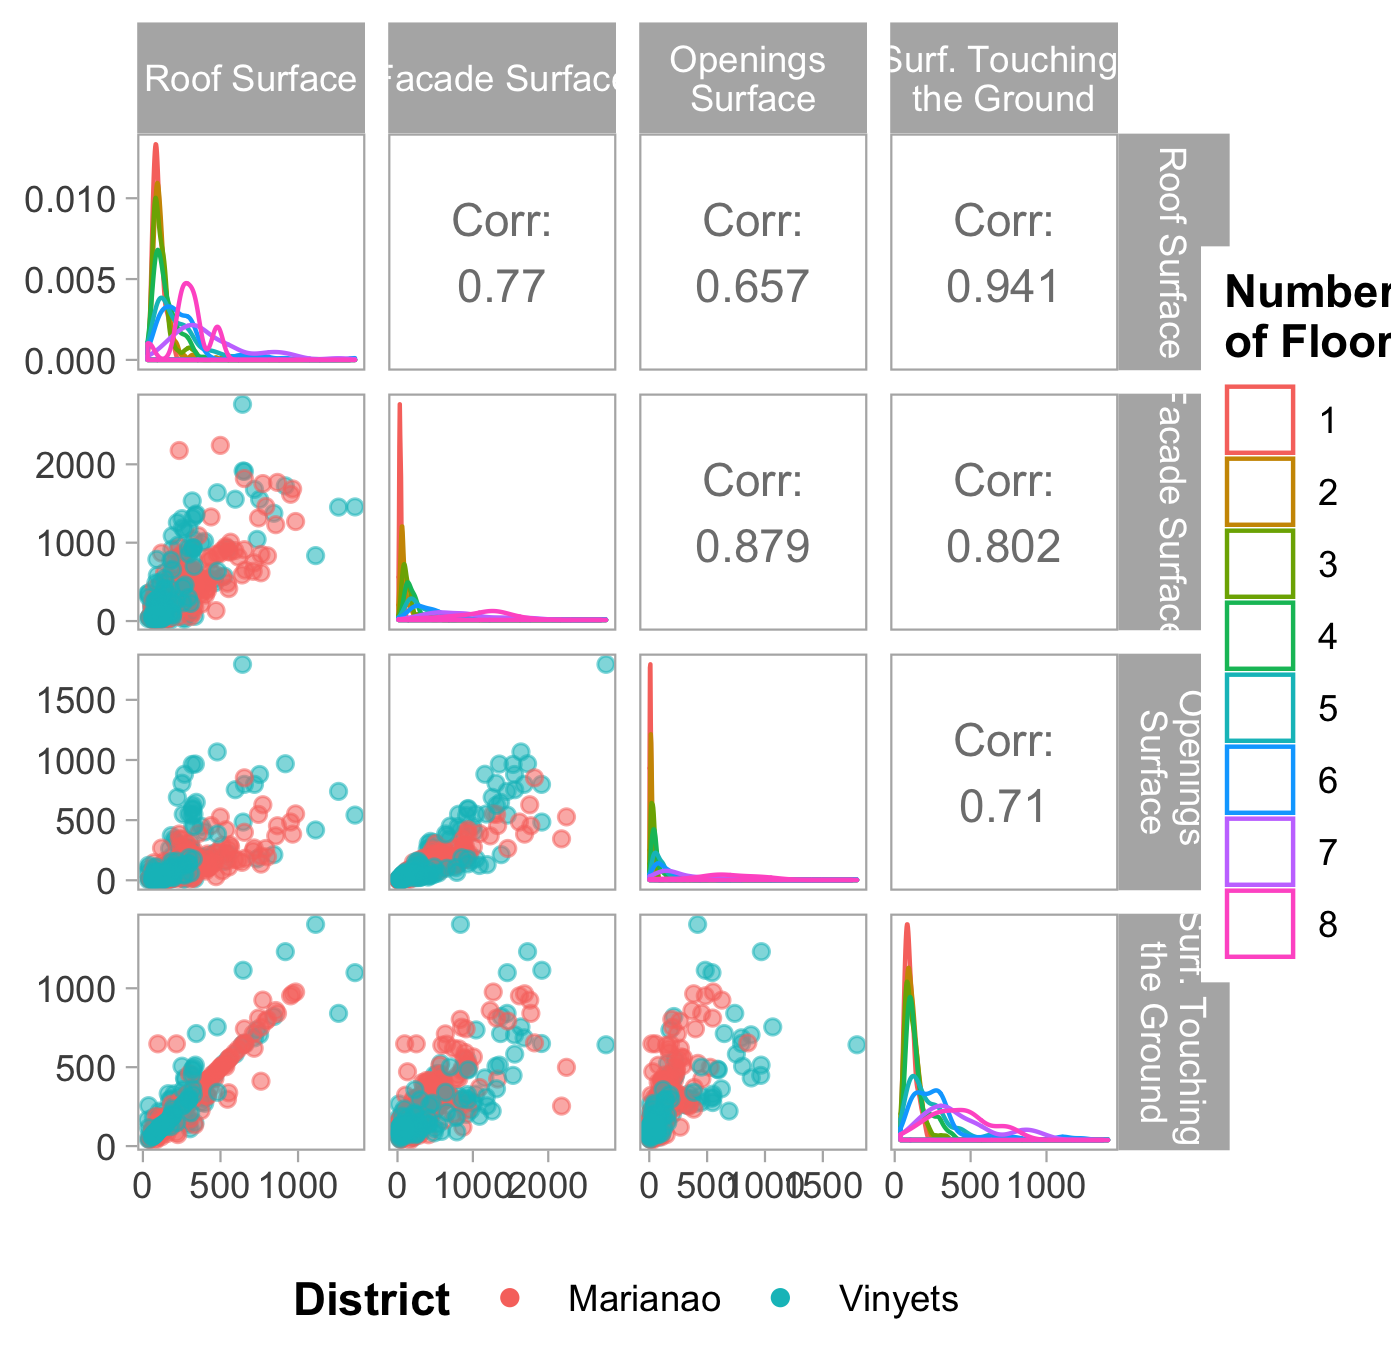 Roof Surface
Facade Surface
Openings
Surface
Surf. Touching
the Ground
0.010
0.005
0.000
Corr:
0.77
Corr:
0.657
Corr:
0.941
Roof Surface
2000
1000
0
Corr:
0.879
Corr:
0.802
Facade Surface
1500
1000
500
0
Corr:
0.71
Openings
Surface
1000
500
0
Surf. Touching
the Ground
0 500 1000
0 1000 2000
0 500 1000 1500
0 500 1000
Number
of Floor
1
2
3
4
5
6
7
8
District Marianao Vinyets